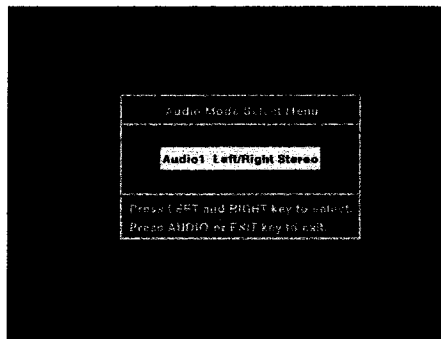 Audio Mode Select Menu
Audio1 Left/Right Stereo
Press LEFT and RIGHT key to select.
Press AUDIO or EXIT key to exit.